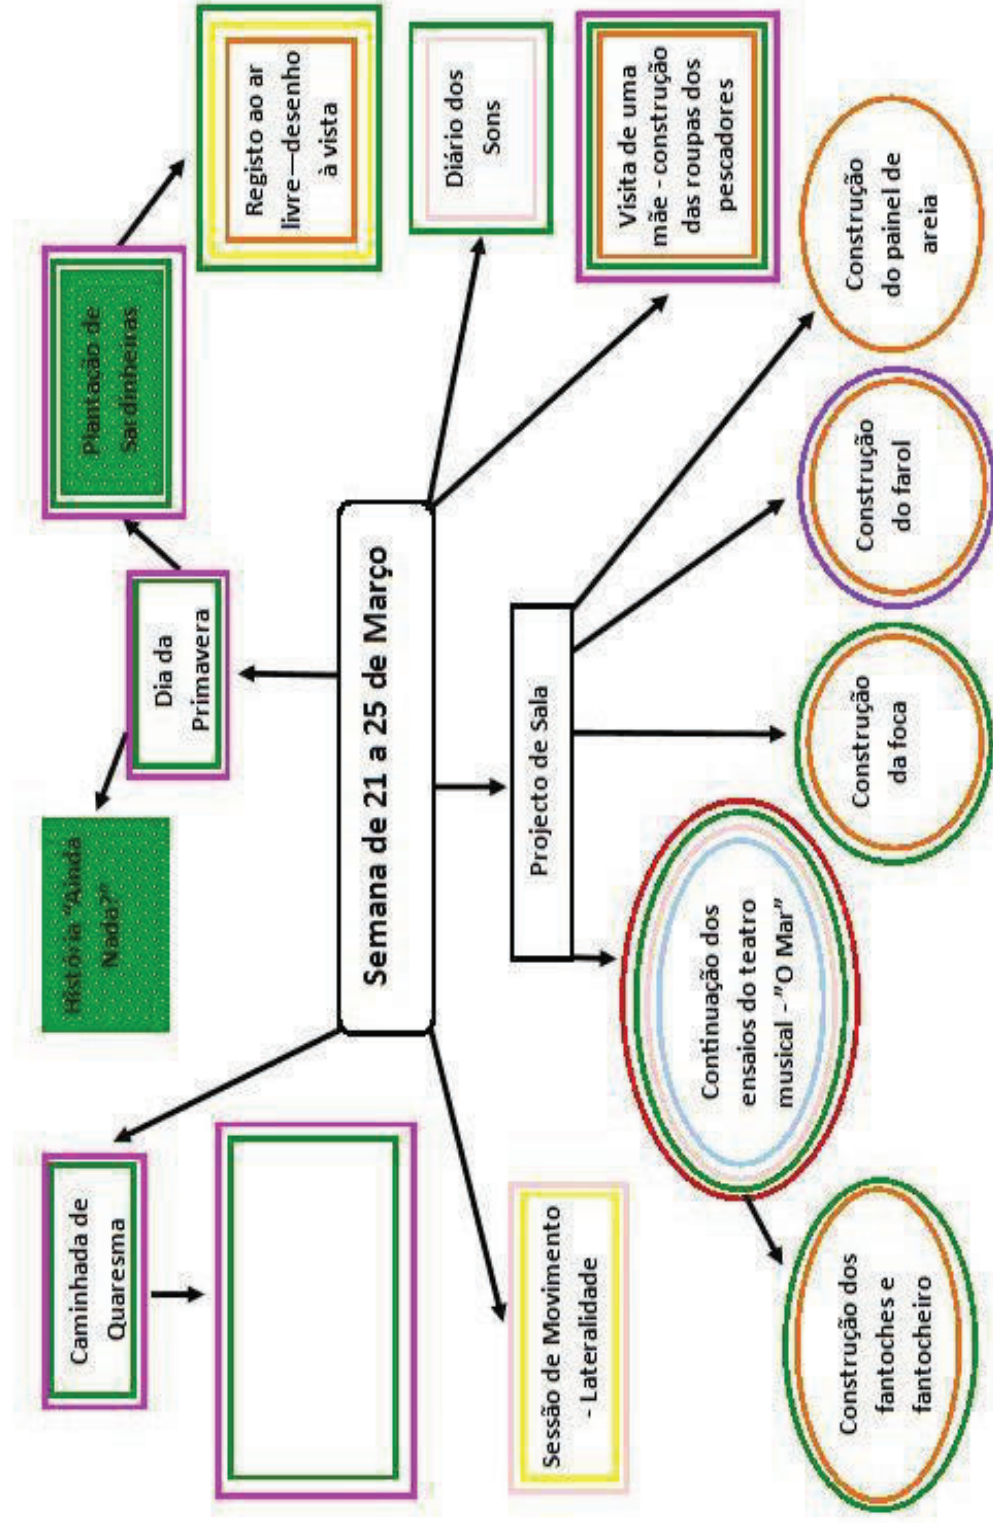 Caminhada de
Quaresma
História "Ainda
Nada?"
Dia da
Primavera
Plantação de
Sardinheiras
Registo ao ar
livre—desenho
à vista
Semana de 21 a 25 de Março
Diário dos
Sons
Visita de uma
mãe - construção
das roupas dos
pescadores
Sessão de Movimento
- Lateralidade
Projecto de Sala
Continuação dos
ensaios do teatro
musical - "O Mar"
Construção dos
fantoches e
fantocheiro
Construção
da foca
Construção
do farol
Construção
do painel de
areia